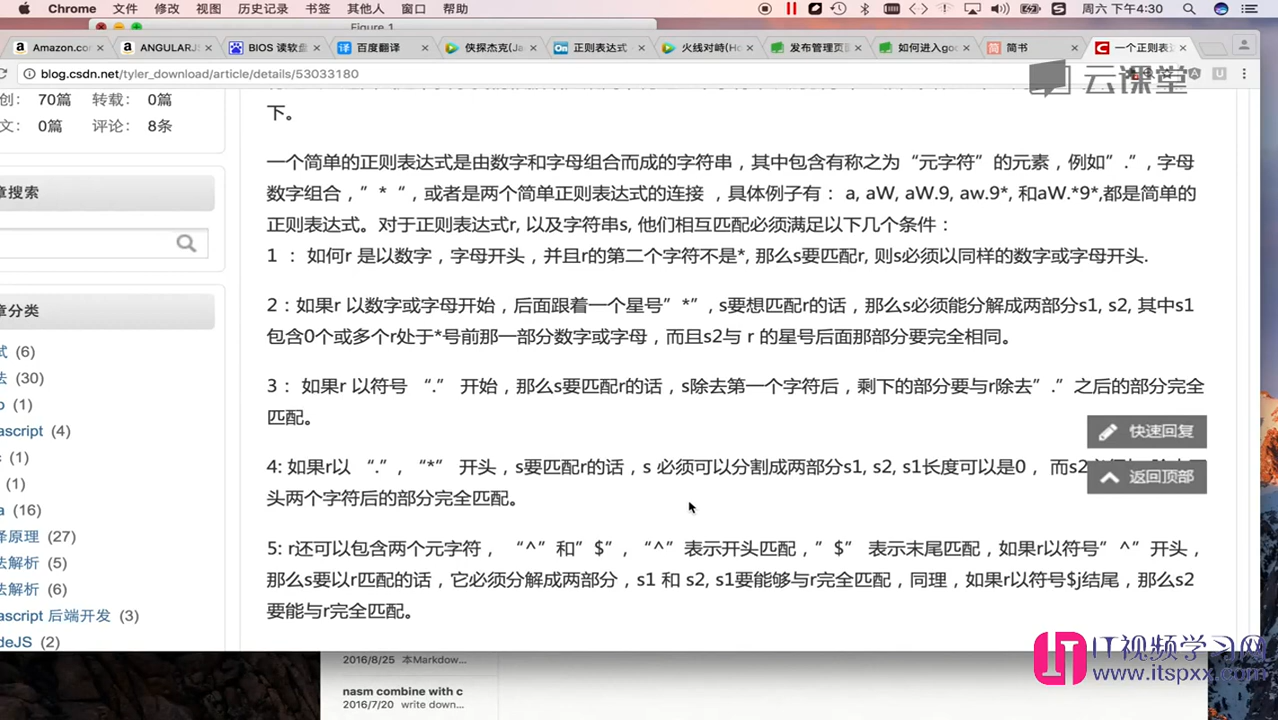 Chrome 文件 修改 视图 历史记录 书签 其他人 窗口 帮助 周六 下午4:30
Figure 1
Amazon.co ANGULARJ BIOS 读软盘 百度翻译 侠探杰克(Ja 正则表达式 火线对峙(Ho 发布管理页 如何进入goo 简书 一个正则表达
blog.csdn.net/tyler_download/article/details/53033180
云课堂
创: 70篇 转载: 0篇
文: 0篇 评论: 8条
下。
一个简单的正则表达式是由数字和字母组合而成的字符串，其中包含有称之为“元字符”的元素，例如”.”, 字母
数字组合，”* “，或者是两个简单正则表达式的连接 ，具体例子有： a, aW, aW.9, aw.9*, 和aW.*9*,都是简单的
章搜索
正则表达式。对于正则表达式r, 以及字符串s, 他们相互匹配必须满足以下几个条件：
1 ： 如何r 是以数字，字母开头，并且r的第二个字符不是*, 那么s要匹配r, 则s必须以同样的数字或字母开头.
2：如果r 以数字或字母开始，后面跟着一个星号”*”, s要想匹配r的话，那么s必须能分解成两部分s1, s2, 其中s1
章分类
包含0个或多个r处于*号前那一部分数字或字母，而且s2与 r 的星号后面那部分要完全相同。
试 (6)
法 (30)
3： 如果r 以符号 “.” 开始，那么s要匹配r的话，s除去第一个字符后，剩下的部分要与r除去”.”之后的部分完全
(1)
匹配。
ascript (4)
快速回复
(1)
4: 如果r以 “.”, “*” 开头，s要匹配r的话，s 必须可以分割成两部分s1, s2, s1长度可以是0， 而s2
返回顶部
(1)
头两个字符后的部分完全匹配。
a (16)
译原理 (27)
5: r还可以包含两个元字符， “^”和”$”, “^”表示开头匹配，”$” 表示末尾匹配，如果r以符号”^”开头，
法解析 (6)
那么s要以r匹配的话，它必须分解成两部分，s1 和 s2, s1要能够与r完全匹配，同理，如果r以符号$j结尾，那么s2
法解析 (6)
要能与r完全匹配。
ascript 后端开发 (3)
deJS (2)
IT视频学习网
www.itspxx.com
2016/8/25 本Markdow...
nasm combine with c
2016/7/20 write down...